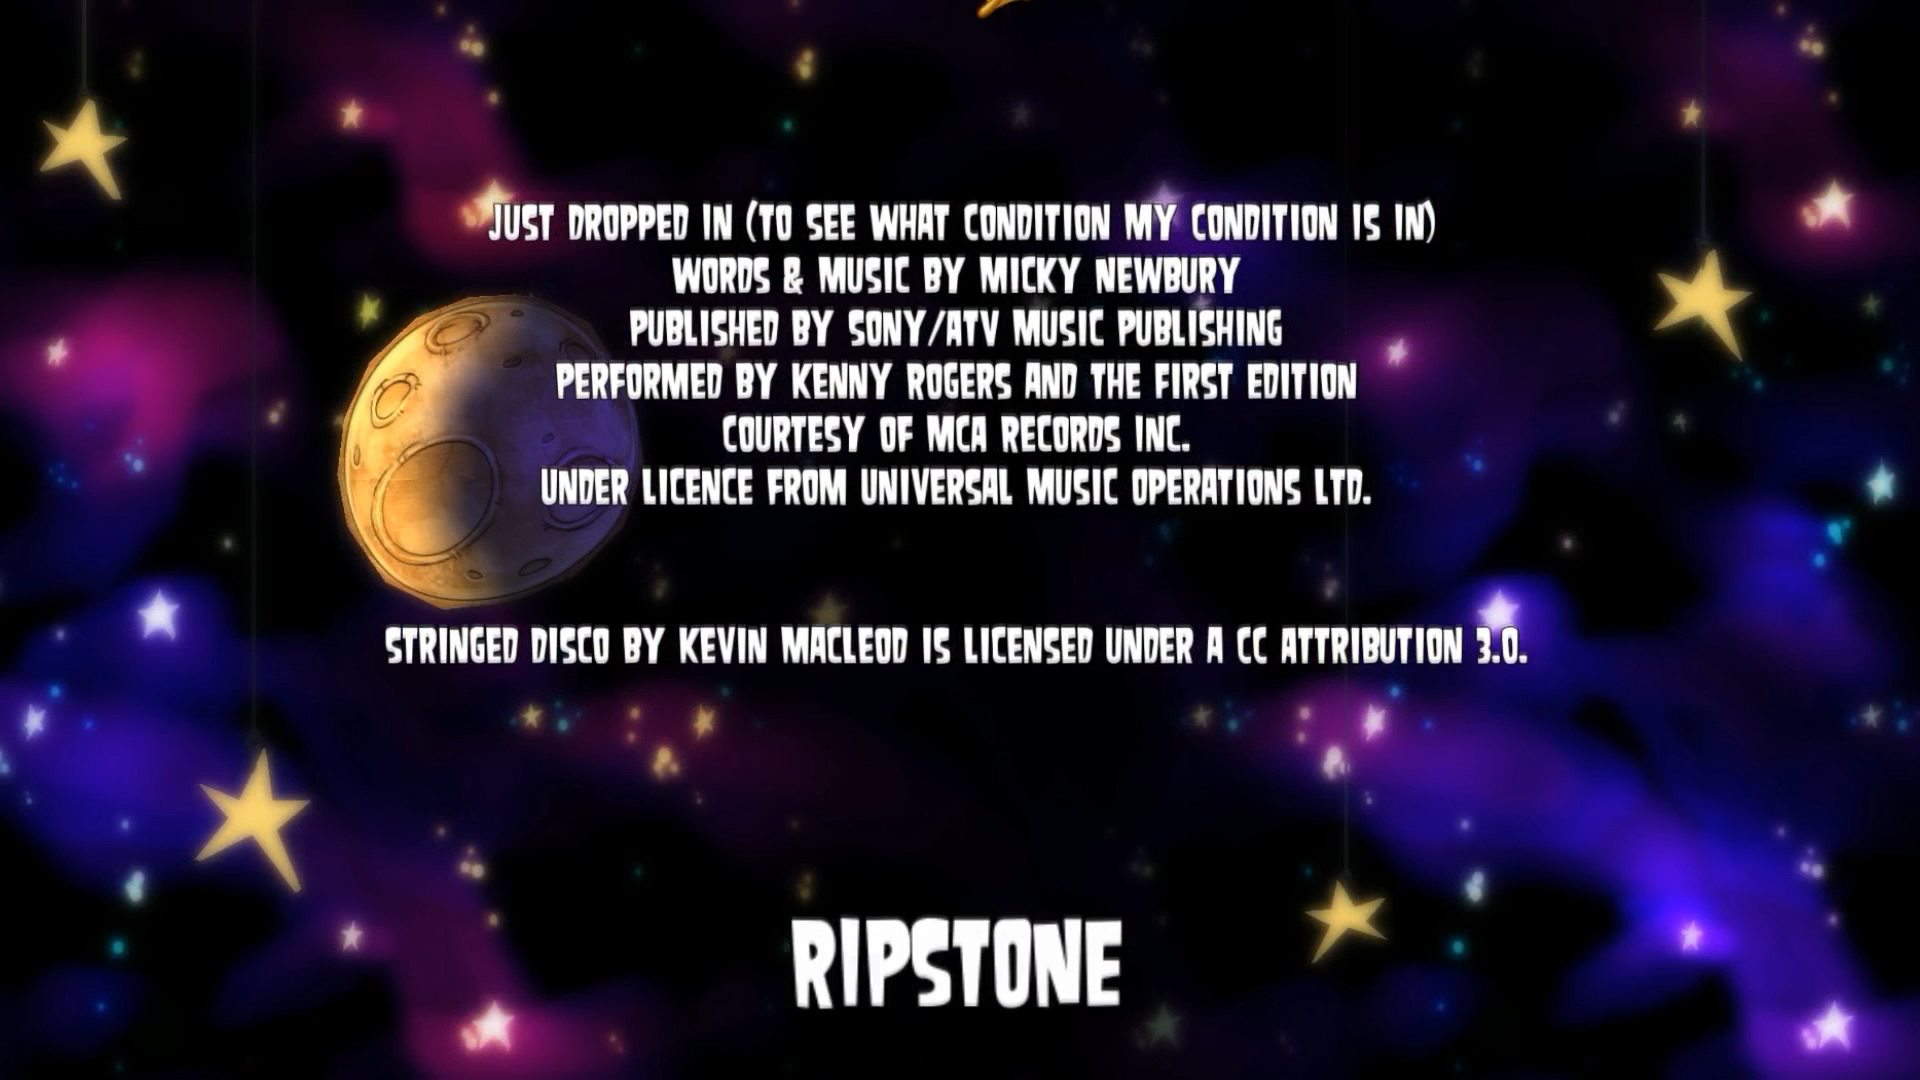 JUST DROPPED IN (TO SEE WHAT CONDITION MY CONDITION IS IN)
WORDS & MUSIC BY MICKY NEWBURY
PUBLISHED BY SONY/ATV MUSIC PUBLISHING
PERFORMED BY KENNY ROGERS AND THE FIRST EDITION
COURTESY OF MCA RECORDS INC.
UNDER LICENCE FROM UNIVERSAL MUSIC OPERATIONS LTD.
STRINGED DISCO BY KEVIN MACLEOD IS LICENSED UNDER A CC ATTRIBUTION 3.0.
RIPSTONE